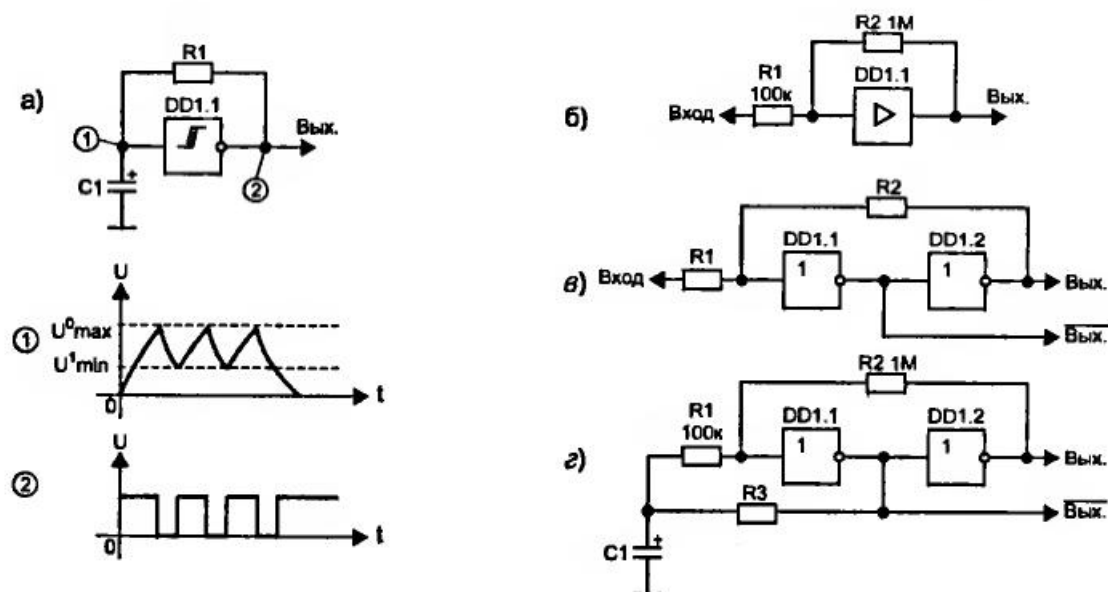 а)
R1
DD1.1
Вых.
①
②
C1
+
①
U
U⁰max
U¹min
0
t
②
U
0
t
б)
R2 1М
R1
100к
DD1.1
Вход
Вых.
в)
R2
DD1.1
DD1.2
R1
1
1
Вход
Вых.
Вых.
г)
R2 1М
R1
100к
DD1.1
DD1.2
1
1
Вых.
R3
Вых.
C1
+